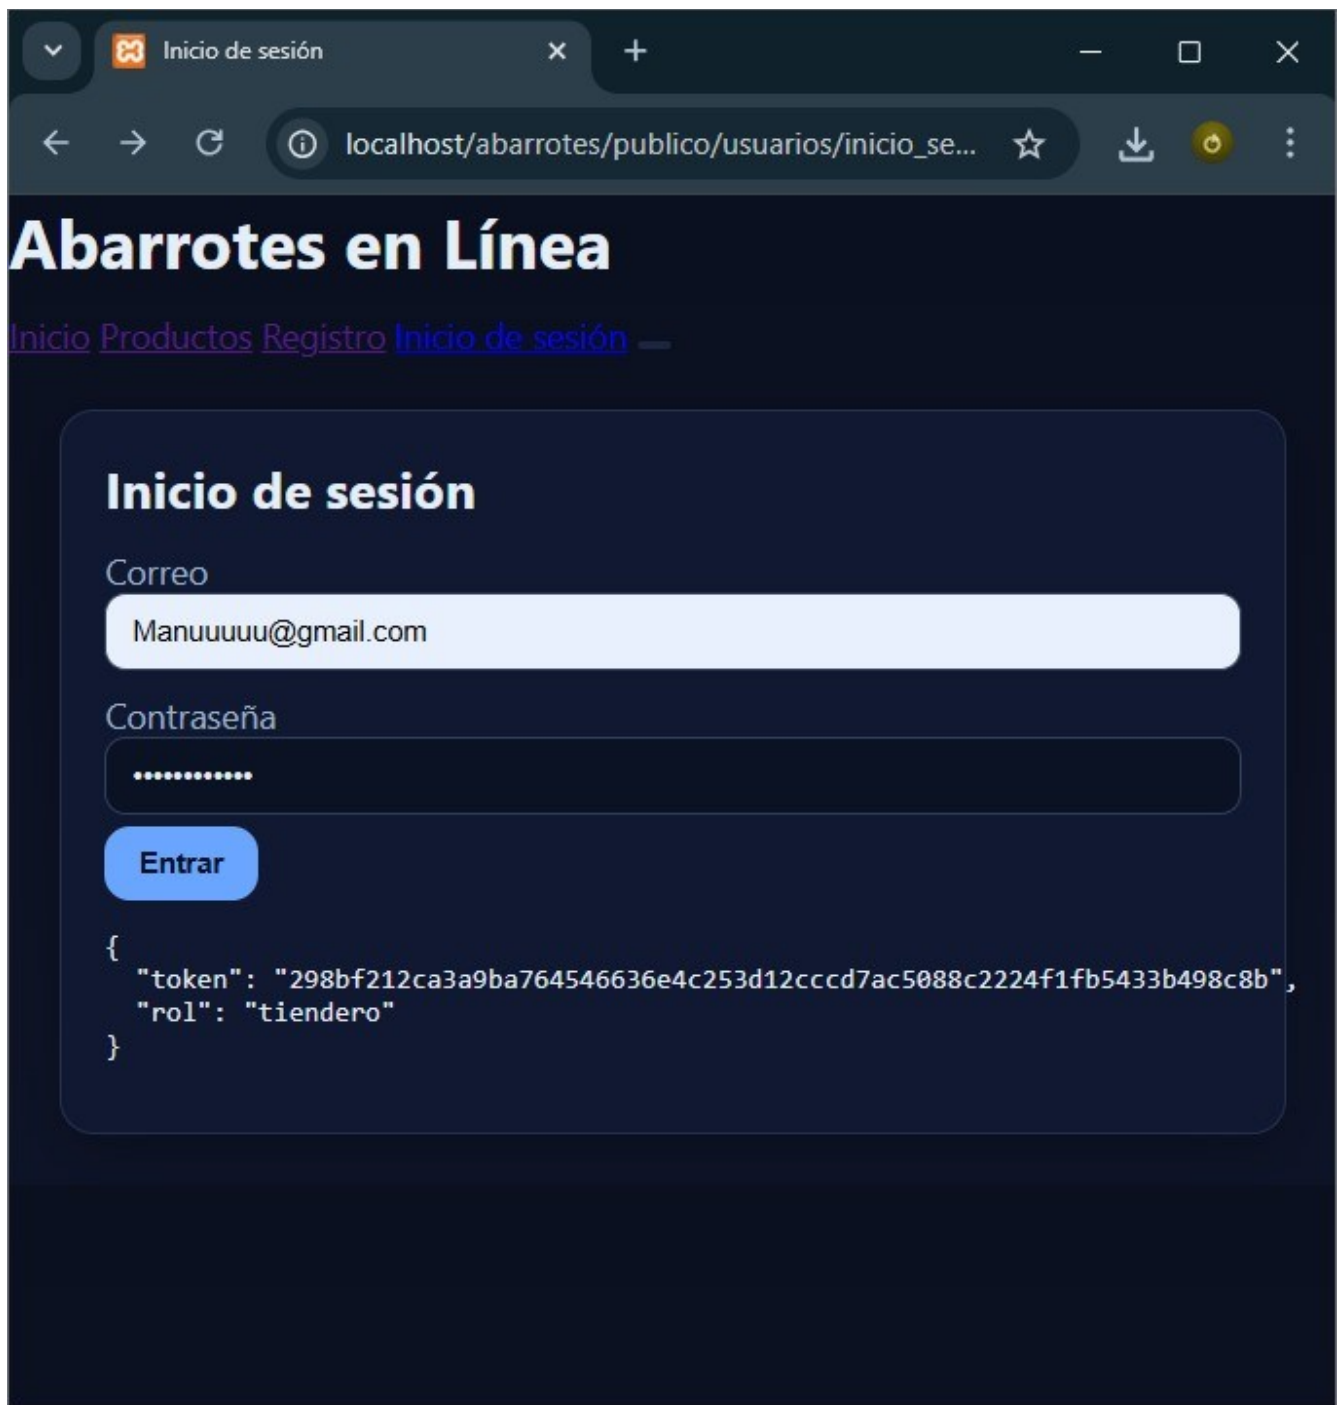 Inicio de sesión
localhost/abarrotes/publico/usuarios/inicio_se...
Abarrotes en Línea
Inicio Productos Registro Inicio de sesión
Inicio de sesión
Correo
Manuuuuu@gmail.com
Contraseña
••••••••••••
Entrar
{
"token": "298bf212ca3a9ba764546636e4c253d12cccd7ac5088c2224f1fb5433b498c8b",
"rol": "tiendero"
}